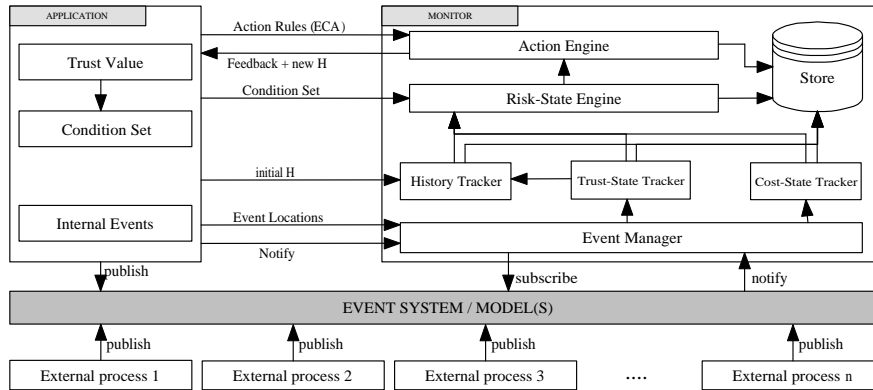 APPLICATION
MONITOR
Action Rules (ECA)
Action Engine
Trust Value
Feedback + new H
Store
Condition Set
Risk-State Engine
Condition Set
initial H
History Tracker
Trust-State Tracker
Cost-State Tracker
Internal Events
Event Locations
Event Manager
Notify
publish
subscribe
notify
EVENT SYSTEM / MODEL(S)
publish
publish
publish
publish
External process 1
External process 2
External process 3
....
External process n